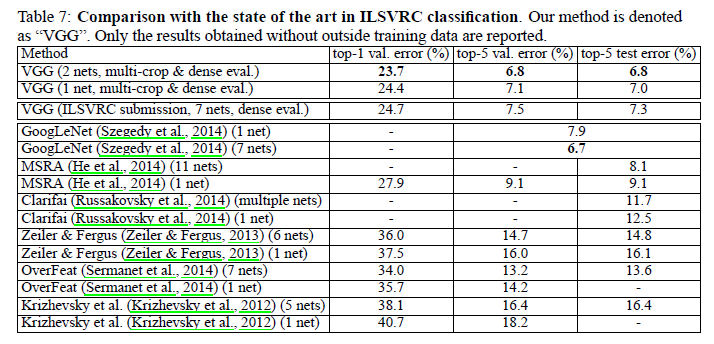 Table 7: Comparison with the state of the art in ILSVRC classification. Our method is denoted
as “VGG”. Only the results obtained without outside training data are reported.
Method top-1 val. error (%) top-5 val. error (%) top-5 test error (%)
VGG (2 nets, multi-crop & dense eval.) 23.7 6.8 6.8
VGG (1 net, multi-crop & dense eval.) 24.4 7.1 7.0
VGG (ILSVRC submission, 7 nets, dense eval.) 24.7 7.5 7.3
GoogLeNet (Szegedy et al., 2014) (1 net) - 7.9
GoogLeNet (Szegedy et al., 2014) (7 nets) - 6.7
MSRA (He et al., 2014) (11 nets) - - 8.1
MSRA (He et al., 2014) (1 net) 27.9 9.1 9.1
Clarifai (Russakovsky et al., 2014) (multiple nets) - - 11.7
Clarifai (Russakovsky et al., 2014) (1 net) - - 12.5
Zeiler & Fergus (Zeiler & Fergus, 2013) (6 nets) 36.0 14.7 14.8
Zeiler & Fergus (Zeiler & Fergus, 2013) (1 net) 37.5 16.0 16.1
OverFeat (Sermanet et al., 2014) (7 nets) 34.0 13.2 13.6
OverFeat (Sermanet et al., 2014) (1 net) 35.7 14.2 -
Krizhevsky et al. (Krizhevsky et al., 2012) (5 nets) 38.1 16.4 16.4
Krizhevsky et al. (Krizhevsky et al., 2012) (1 net) 40.7 18.2 -